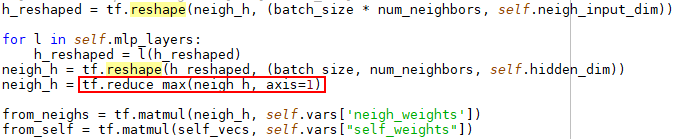 h_reshaped = tf.reshape(neigh_h, (batch_size * num_neighbors, self.neigh_input_dim))
for l in self.mlp_layers:
h_reshaped = l(h_reshaped)
neigh_h = tf.reshape(h_reshaped, (batch_size, num_neighbors, self.hidden_dim))
neigh_h = tf.reduce_max(neigh_h, axis=1)
from_neighs = tf.matmul(neigh_h, self.vars['neigh_weights'])
from_self = tf.matmul(self_vecs, self.vars["self_weights"])